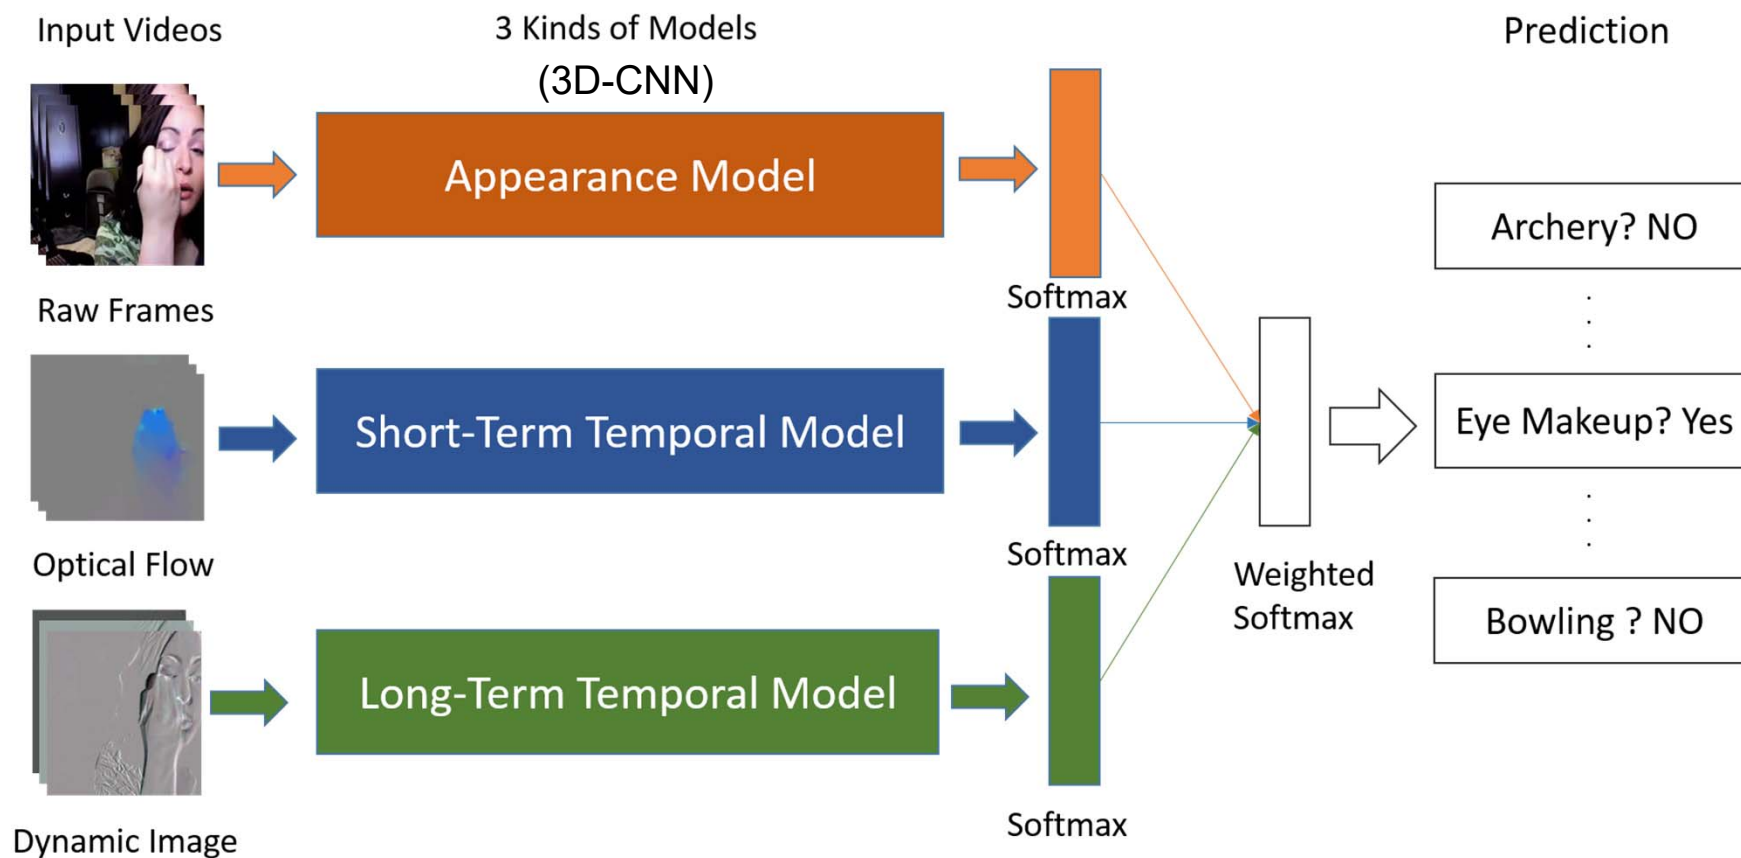 Input Videos
3 Kinds of Models
(3D-CNN)
Prediction
Appearance Model
Softmax
Raw Frames
Archery? NO
Short-Term Temporal Model
Softmax
Optical Flow
Weighted
Softmax
Eye Makeup? Yes
Long-Term Temporal Model
Softmax
Dynamic Image
Bowling ? NO